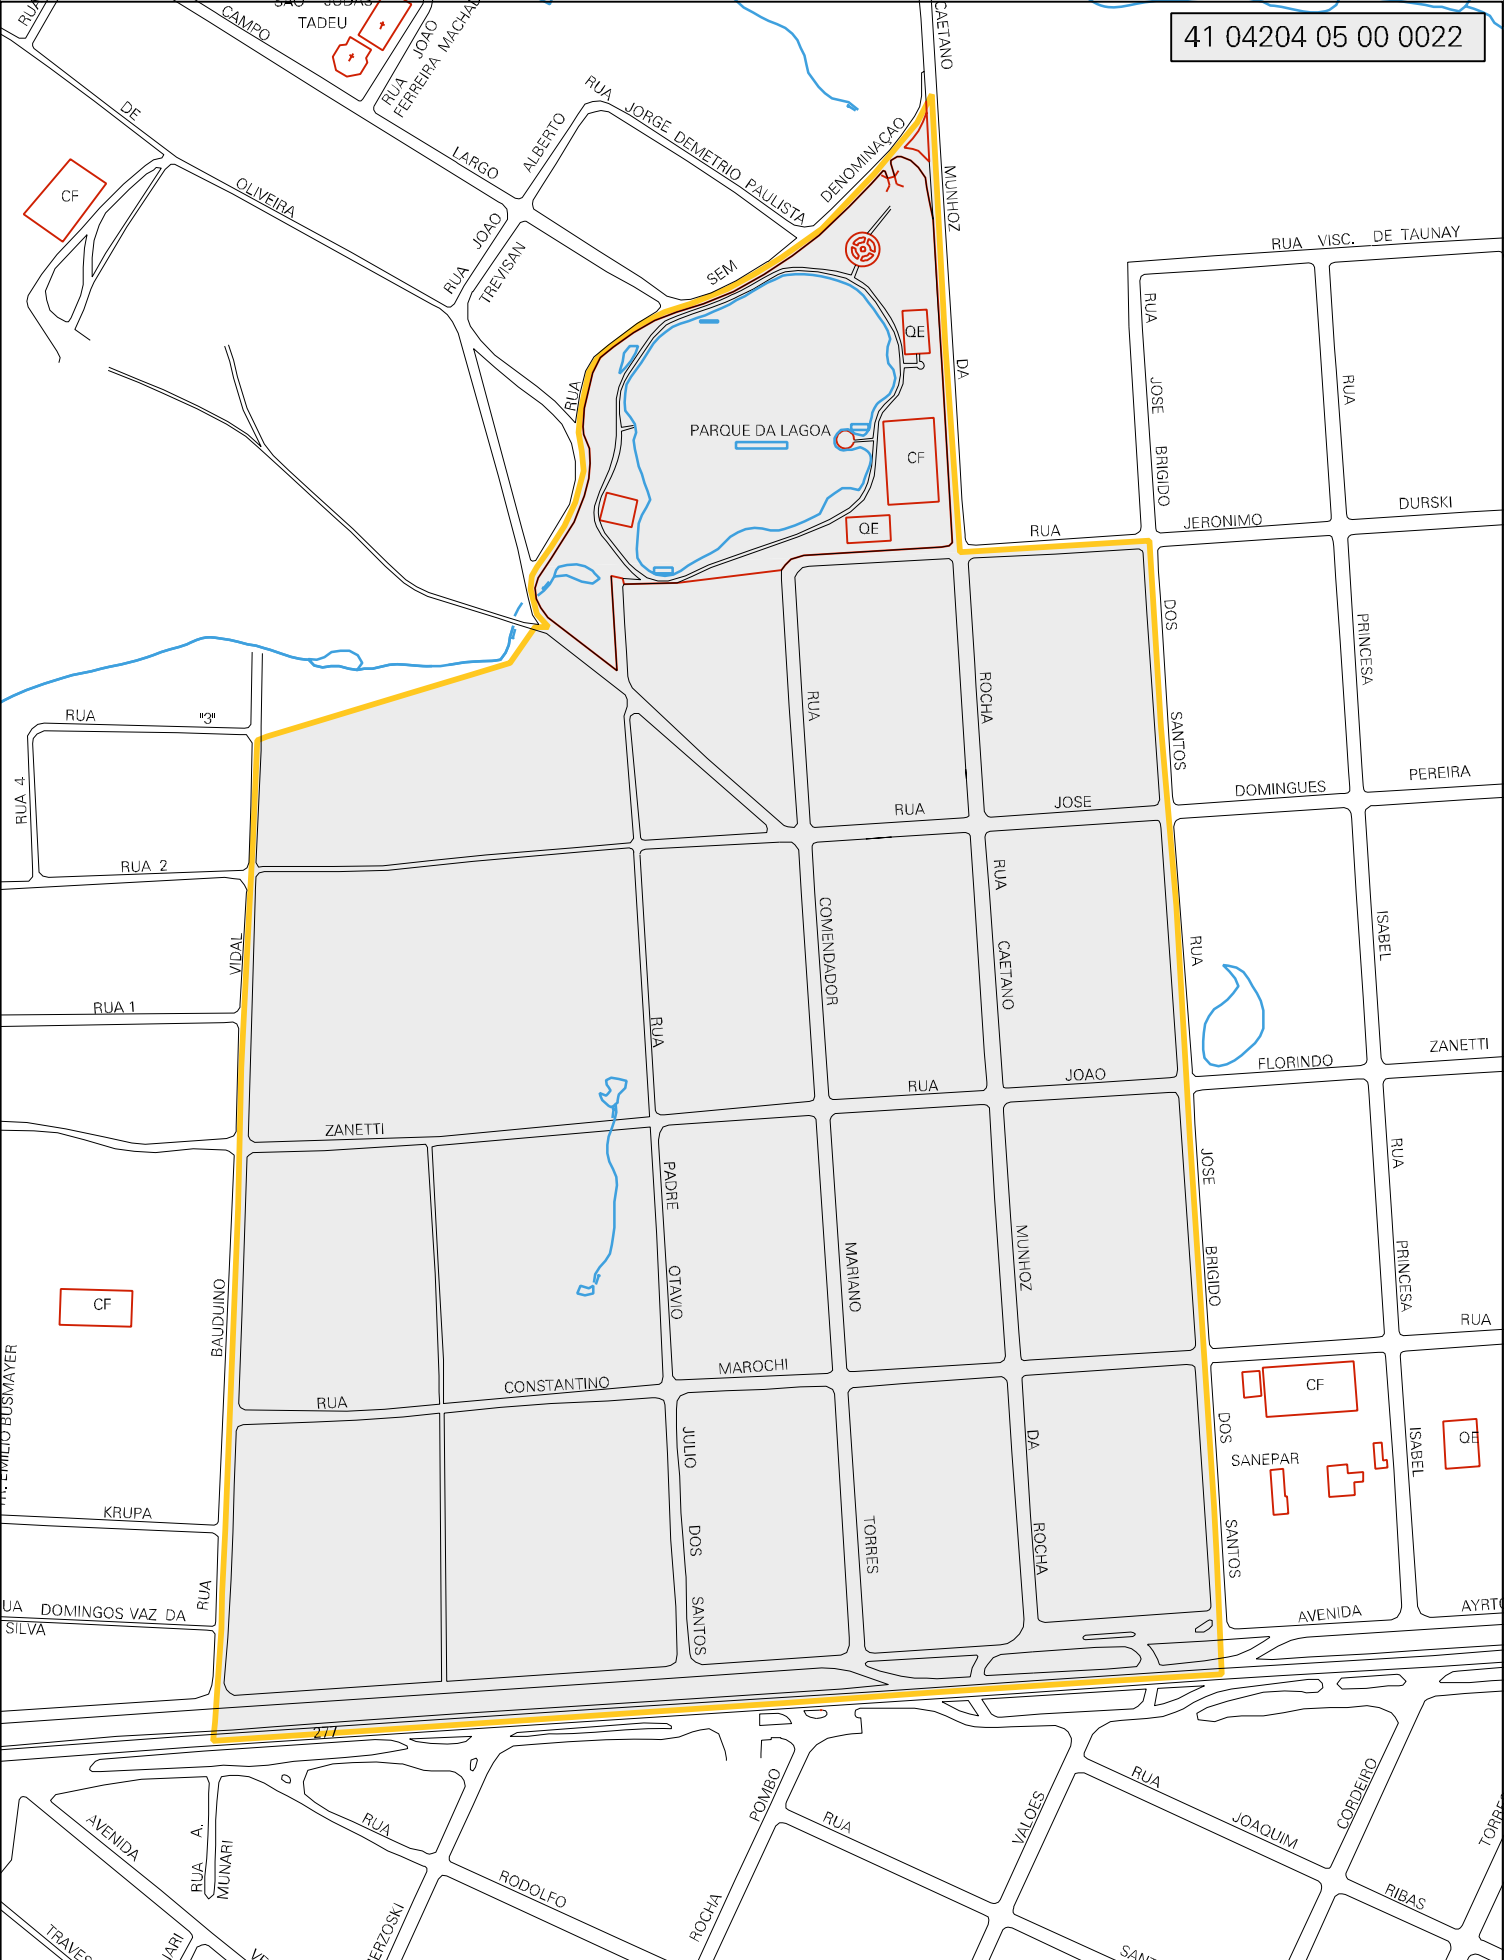 SAO JUDAS
TADEU
RUA
CAMPO
RUA JOAO
FERREIRA
CAETANO
41 04204 05 00 0022
DE
RUA JORGE DEMETRIO PAULISTA
ALBERTO
LARGO
DENOMINAÇAO
MUNHOZ
CF
OLIVEIRA
JOAO
RUA
TREVISAN
SEM
RUA VISC. DE TAUNAY
RUA
QE
DA
RUA
JOSE
RUA
BRIGIDO
PARQUE DA LAGOA
CF
QE
RUA
JERONIMO
DURSKI
DOS
PRINCESA
ROCHA
RUA
SANTOS
RUA
"3"
RUA 4
RUA
JOSE
DOMINGUES
PEREIRA
RUA 2
RUA
COMENDADOR
CAETANO
VIDAL
RUA
ISABEL
RUA 1
RUA
RUA
JOAO
FLORINDO
ZANETTI
ZANETTI
PADRE
JOSE
RUA
BAUDUINO
OTAVIO
MARIANO
MUNHOZ
BRIGIDO
PRINCESA
CF
RUA
EMILIO BUSMAYER
RUA
CONSTANTINO
MAROCHI
CF
JULIO
DA
DOS
ISABEL
QE
SANEPAR
KRUPA
DOS
TORRES
ROCHA
SANTOS
RUA
DOMINGOS VAZ DA
SILVA
SANTOS
AVENIDA
277
POMBO
RUA
RUA
RUA
JOAQUIM
CORDEIRO
VALOES
AVENIDA
RUA A.
MUNARI
RODOLFO
ROCHA
RIBAS